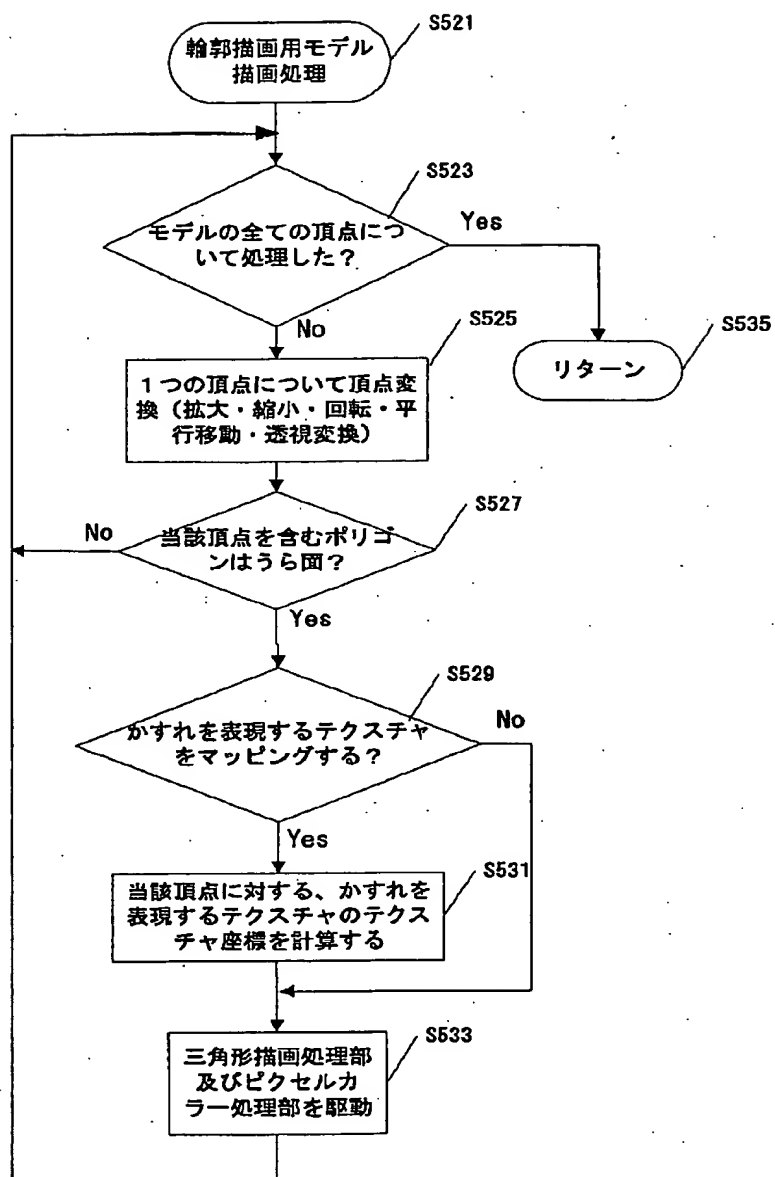 S521
輪郭描画用モデル
描画処理
S523
モデルの全ての頂点につ
いて処理した？
Yes
No
S525
S535
１つの頂点について頂点変
換（拡大・縮小・回転・平
行移動・透視変換）
リターン
S527
No
当該頂点を含むポリゴ
ンはうら面？
Yes
S529
かすれを表現するテクスチャ
をマッピングする？
No
Yes
S531
当該頂点に対する、かすれを
表現するテクスチャのテクス
チャ座標を計算する
S533
三角形描画処理部
及びピクセルカ
ラー処理部を駆動